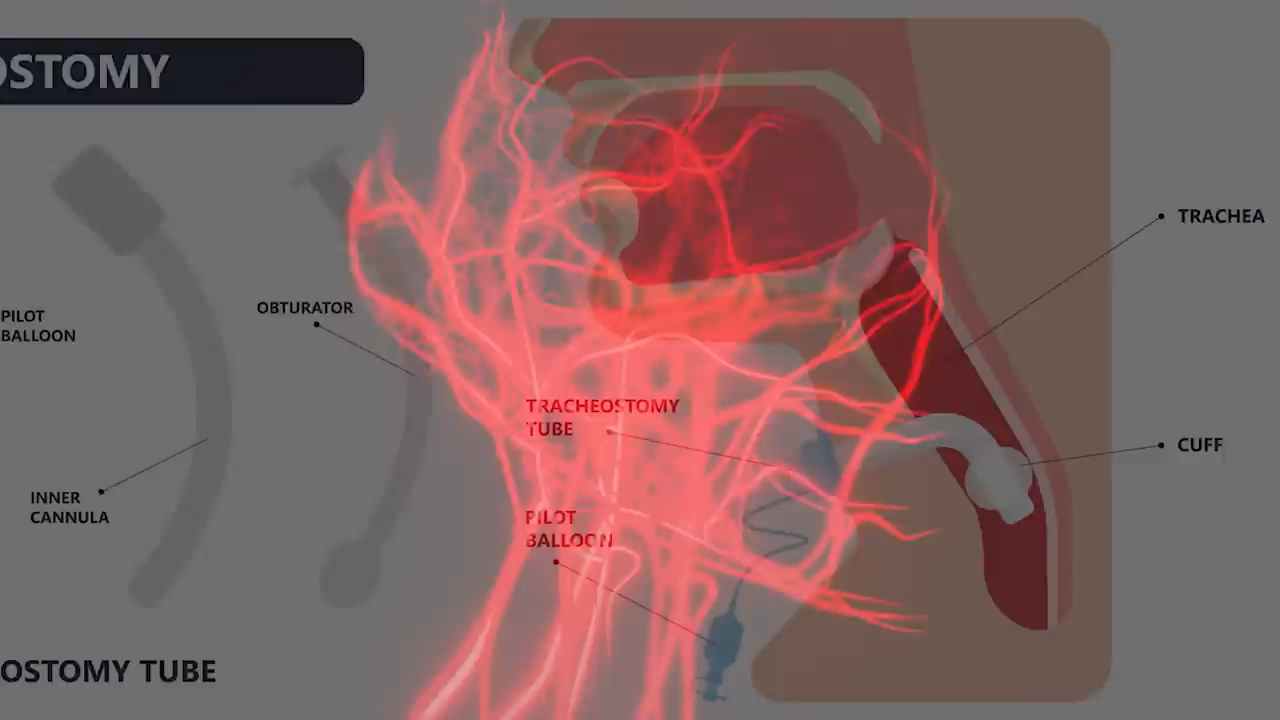 OSTOMY
TRACHEA
OBTURATOR
PILOT
BALLOON
TRACHEOSTOMY
TUBE
CUFF
INNER
CANNULA
PILOT
BALLOON
OSTOMY TUBE